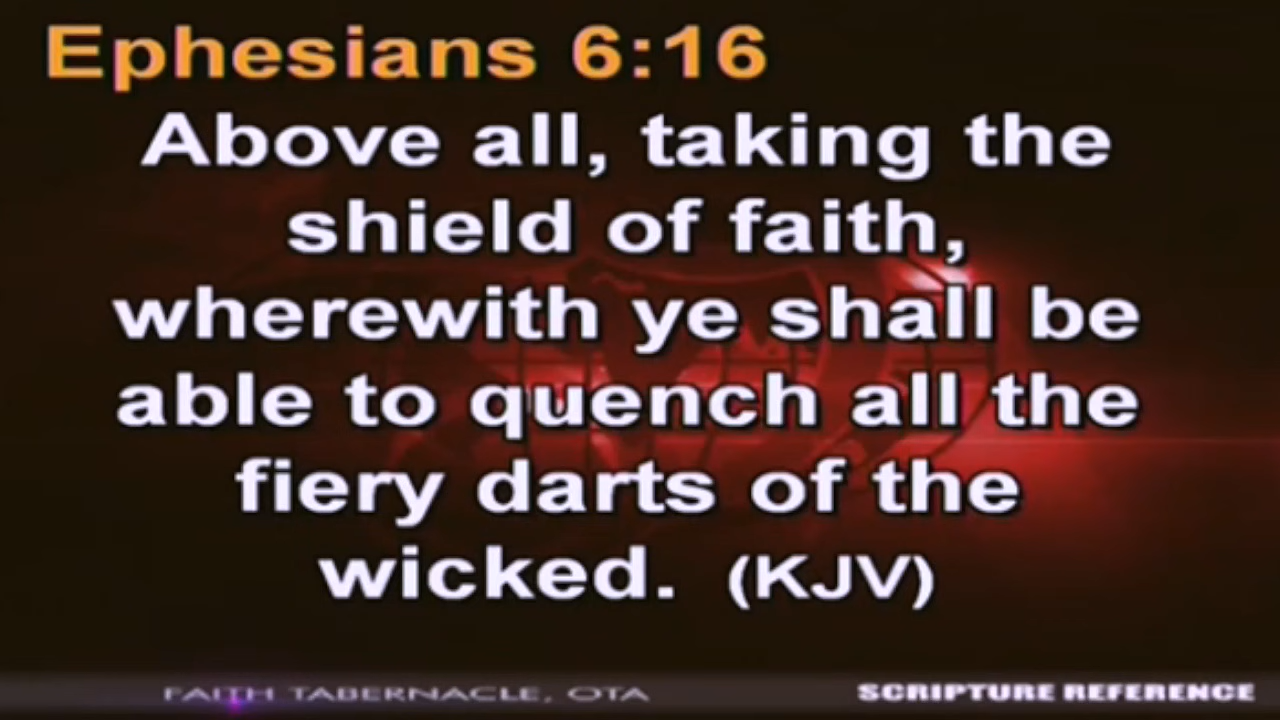 Ephesians 6:16
Above all, taking the
shield of faith,
wherewith ye shall be
able to quench all the
fiery darts of the
wicked. (KJV)
FAITH TABERNACLE, OTA
SCRIPTURE REFERENCE